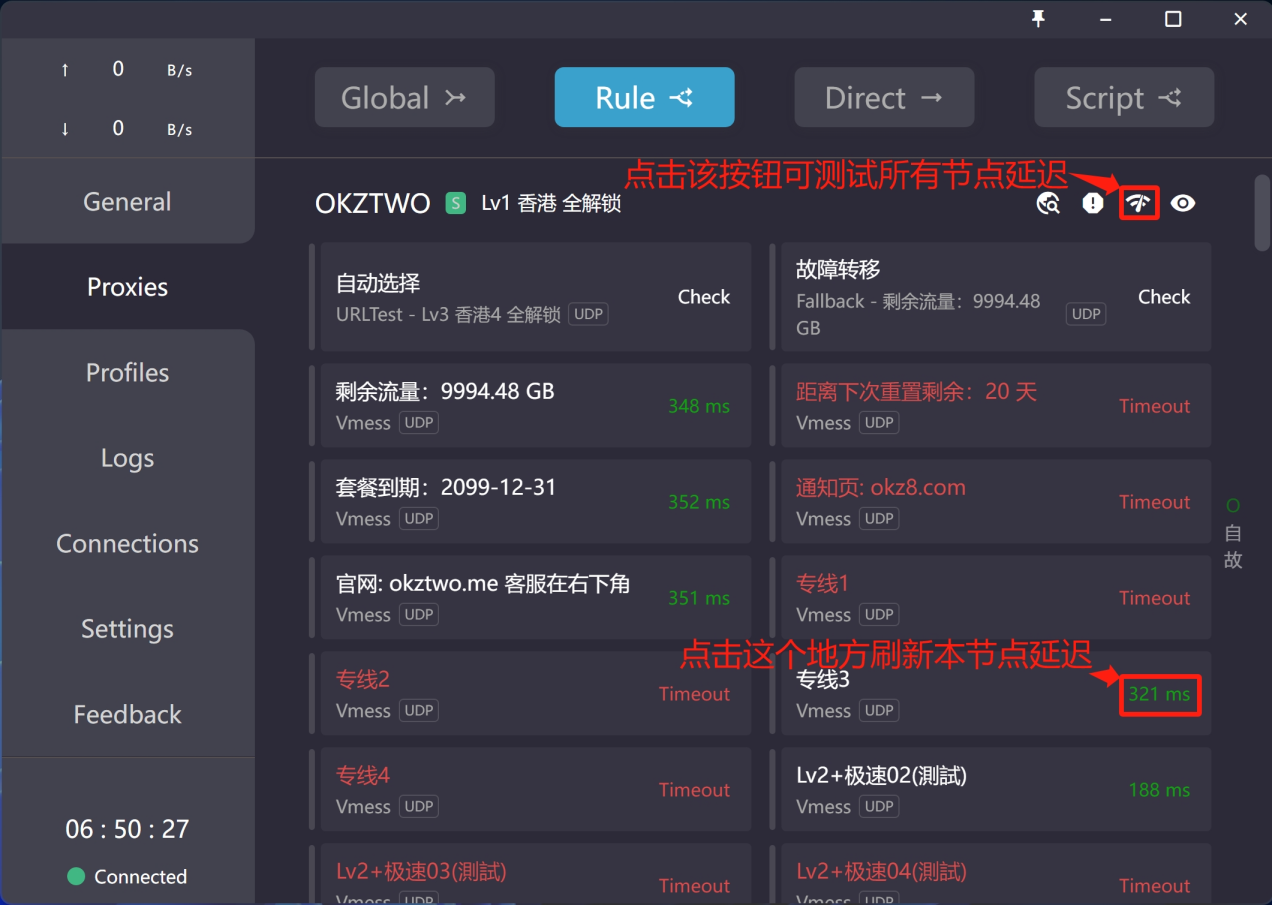 ↑ 0 B/s
↓ 0 B/s
Global
Rule
Direct →
Script
General
Proxies
Profiles
Logs
Connections
Settings
Feedback
06 : 50 : 27
Connected
点击该按钮可测试所有节点延迟
OKZTWO S Lv1 香港 全解锁
自动选择
URLTest - Lv3 香港4 全解锁 UDP
Check
故障转移
Fallback - 剩余流量：9994.48
GB
UDP
Check
剩余流量：9994.48 GB
Vmess UDP
348 ms
距离下次重置剩余：20 天
Vmess UDP
Timeout
套餐到期：2099-12-31
Vmess UDP
352 ms
通知页: okz8.com
Vmess UDP
Timeout
官网: okztwo.me 客服在右下角
Vmess UDP
351 ms
专线1
Vmess UDP
Timeout
点击这个地方刷新本节点延迟
专线2
Vmess UDP
Timeout
专线3
Vmess UDP
321 ms
专线4
Vmess UDP
Timeout
Lv2+极速02(測試)
Vmess UDP
188 ms
Lv2+极速03(測試)
Vmess UDP
Timeout
Lv2+极速04(測試)
Vmess UDP
Timeout
O
自
故